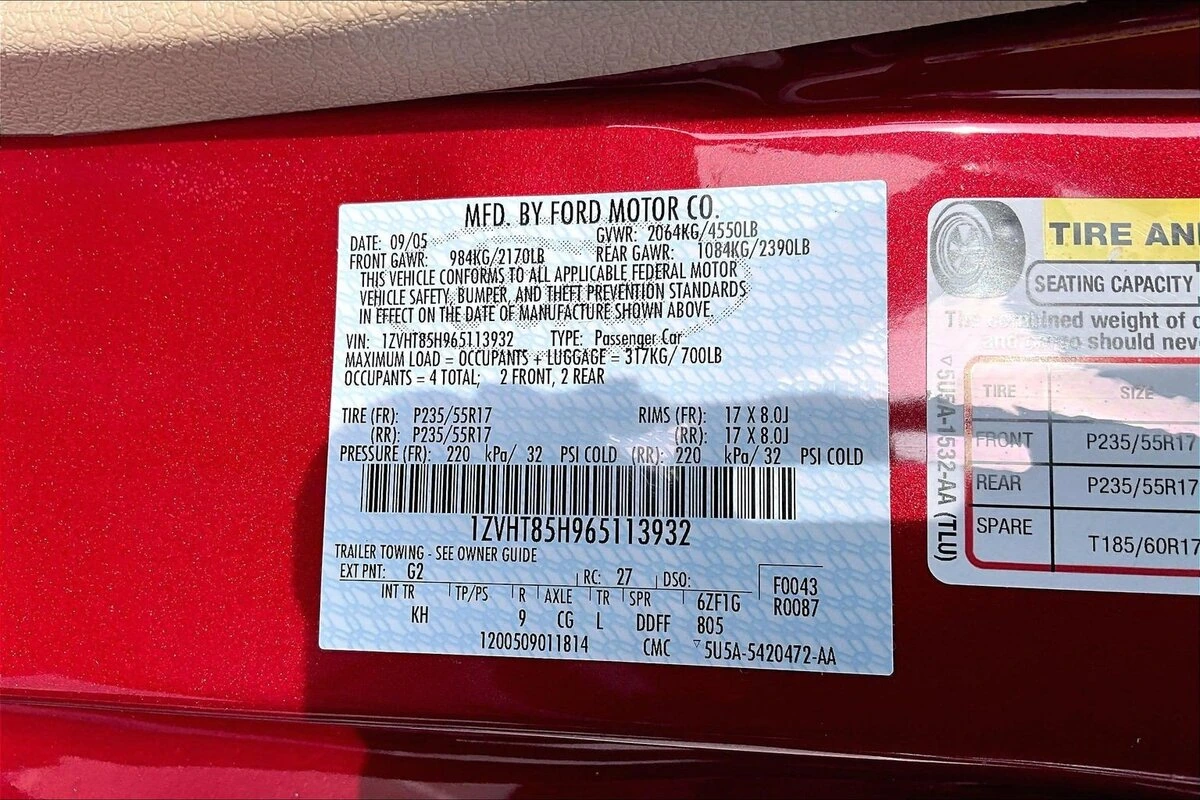 MFD. BY FORD MOTOR CO.
DATE: 09/05 GVWR: 2064KG/4550LB
FRONT GAWR: 984KG/2170LB REAR GAWR: 1084KG/2390LB
THIS VEHICLE CONFORMS TO ALL APPLICABLE FEDERAL MOTOR
VEHICLE SAFETY, BUMPER, AND THEFT PREVENTION STANDARDS
IN EFFECT ON THE DATE OF MANUFACTURE SHOWN ABOVE.
VIN: 1ZVHT85H965113932 TYPE: Passenger Car
MAXIMUM LOAD = OCCUPANTS + LUGGAGE = 317KG/700LB
OCCUPANTS = 4 TOTAL; 2 FRONT, 2 REAR
TIRE (FR): P235/55R17 RIMS (FR): 17 X 8.0J
(RR): P235/55R17 (RR): 17 X 8.0J
PRESSURE (FR): 220 kPa/ 32 PSI COLD (RR): 220 kPa/ 32 PSI COLD
1ZVHT85H965113932
TRAILER TOWING - SEE OWNER GUIDE
EXT PNT: G2 RC: 27 DSO: F0043
INT TR TP/PS R AXLE TR SPR 6ZF1G R0087
KH 9 CG L DDFF 805
1200509011814 CMC ▽5U5A-5420472-AA
TIRE AN
SEATING CAPACITY
The combined weight of
and cargo should nev
▽5U5A-1532-AA (TLU)
TIRE SIZE
FRONT P235/55R17
REAR P235/55R17
SPARE T185/60R17